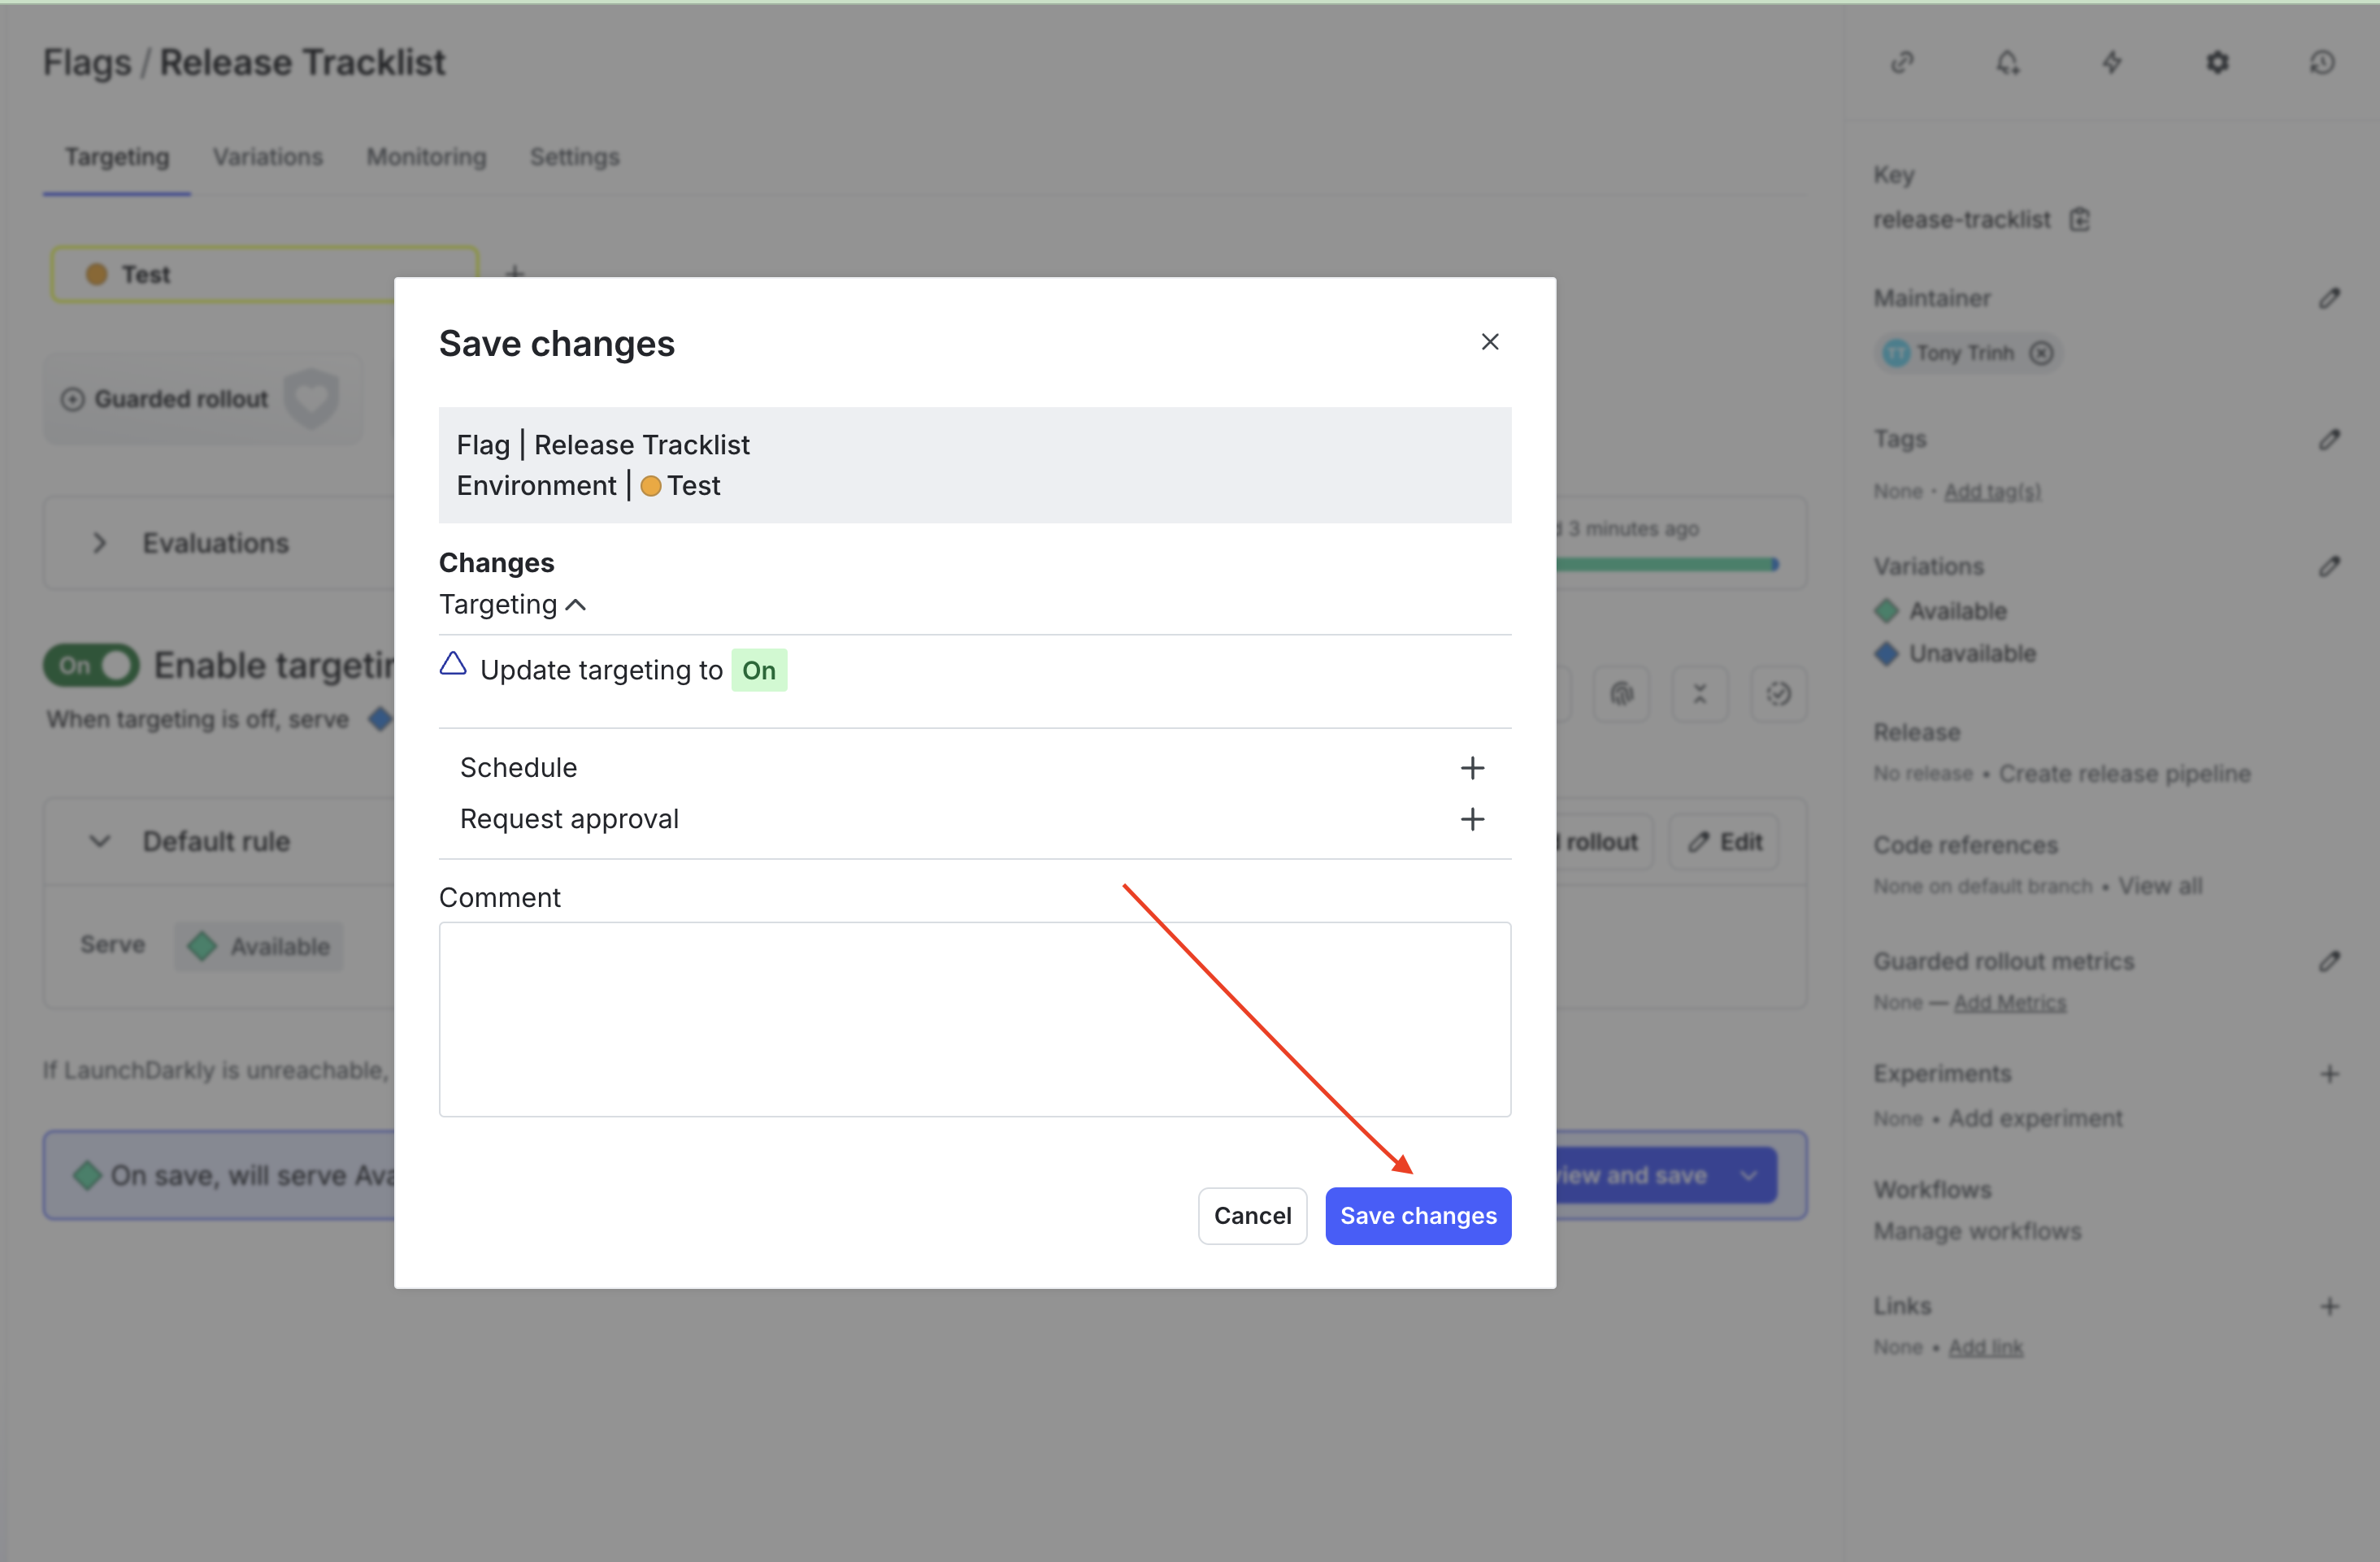 Flags / Release Tracklist
Targeting
Variations
Monitoring
Settings
Test
Guarded rollout
Evaluations
3 minutes ago
On
When targeting is off, serve
Default rule
rollout
Edit
Serve
Available
If LaunchDarkly is unreachable,
On save, will serve
and save
Save changes
Flag | Release Tracklist
Environment | Test
Changes
Targeting
Update targeting to On
Schedule
Request approval
Comment
Cancel
Save changes
Key
release-tracklist
Maintainer
TT Tony Trinh
Tags
None • Add tag(s)
Variations
Available
Unavailable
Release
No release • Create release pipeline
Code references
None on default branch • View all
Guarded rollout metrics
None — Add Metrics
Experiments
None • Add experiment
Workflows
Manage workflows
Links
None • Add link